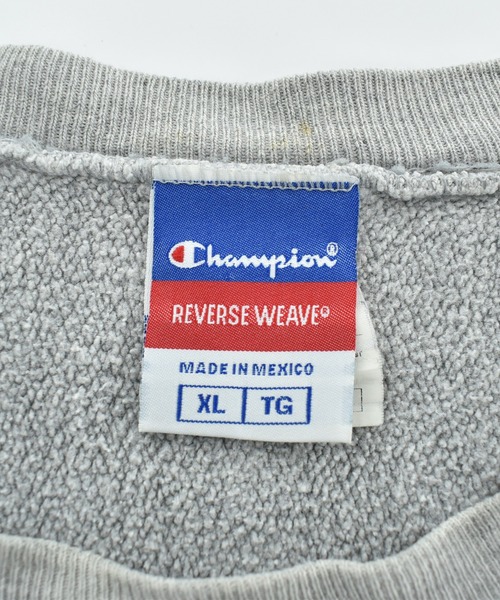 Champion®
REVERSE WEAVE®
MADE IN MEXICO
XL TG